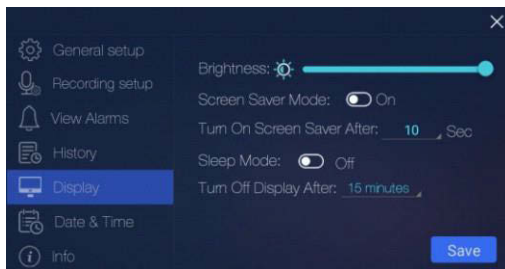 General setup
Recording setup
View Alarms
History
Display
Date & Time
Info
Brightness:
Screen Saver Mode: On
Turn On Screen Saver After: 10 Sec
Sleep Mode: Off
Turn Off Display After: 15 minutes
Save